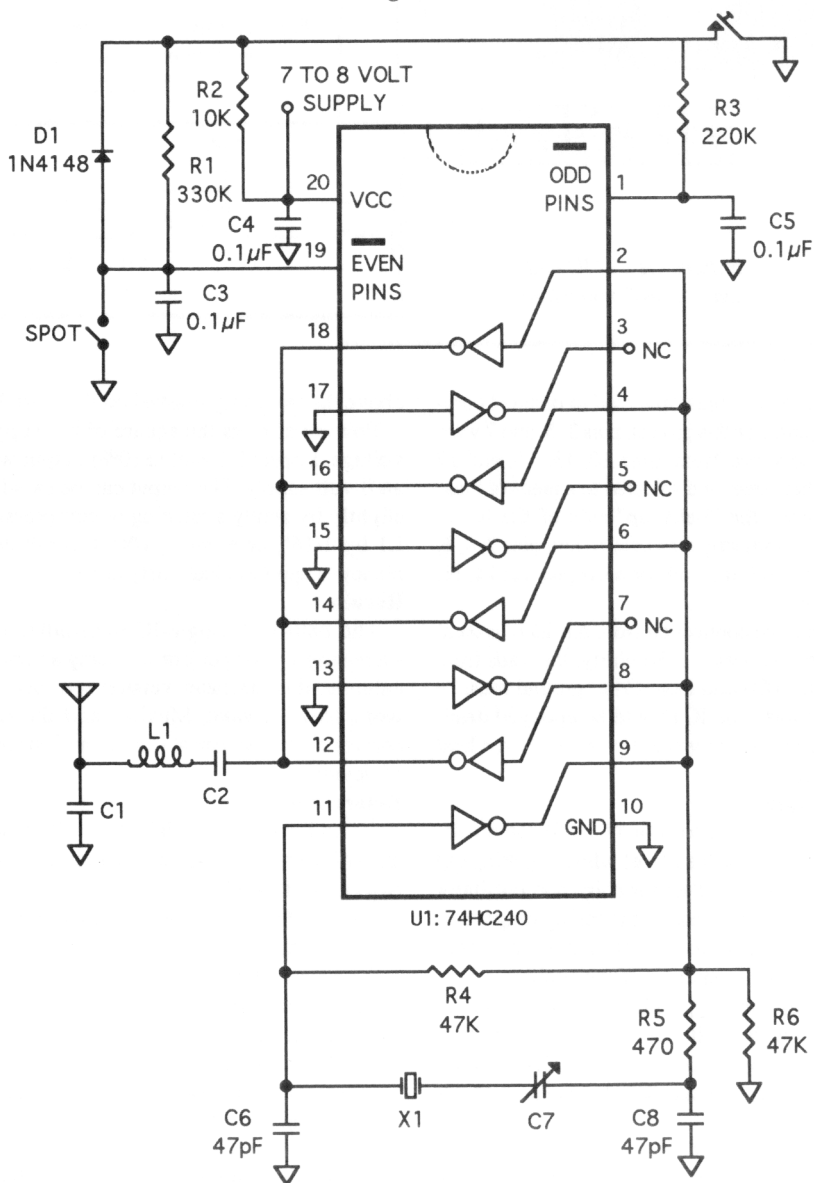 7 TO 8 VOLT
SUPPLY
R2
10K
D1
1N4148
R1
330K
R3
220K
ODD
PINS
20
VCC
1
C4
0.1µF
C5
0.1µF
19
EVEN
PINS
2
C3
0.1µF
SPOT
18
3
NC
17
4
16
5
NC
15
6
14
7
NC
13
8
L1
12
9
C2
C1
11
10
GND
U1: 74HC240
R4
47K
R5
470
R6
47K
C6
47pF
X1
C7
C8
47pF